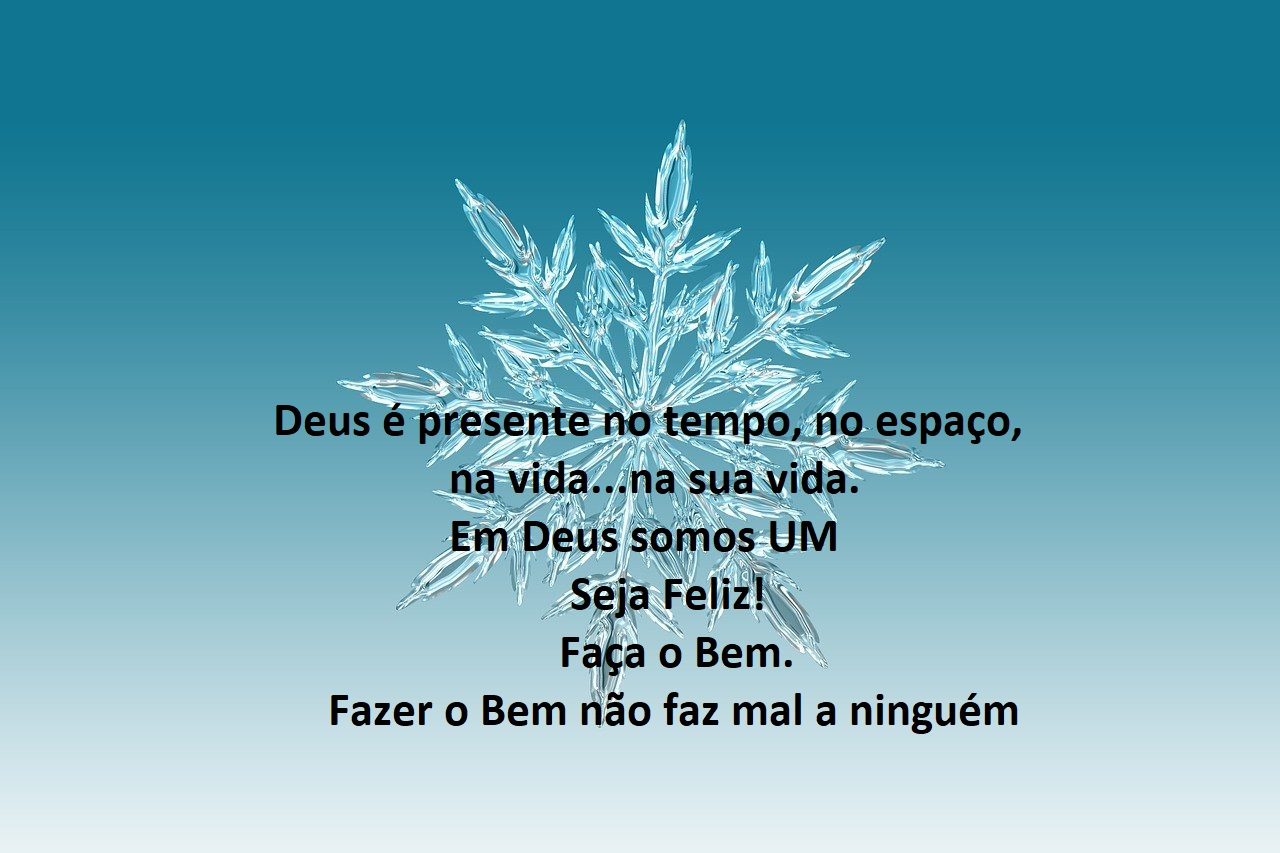 Deus é presente no tempo, no espaço,
na vida...na sua vida.
Em Deus somos UM
Seja Feliz!
Faça o Bem.
Fazer o Bem não faz mal a ninguém